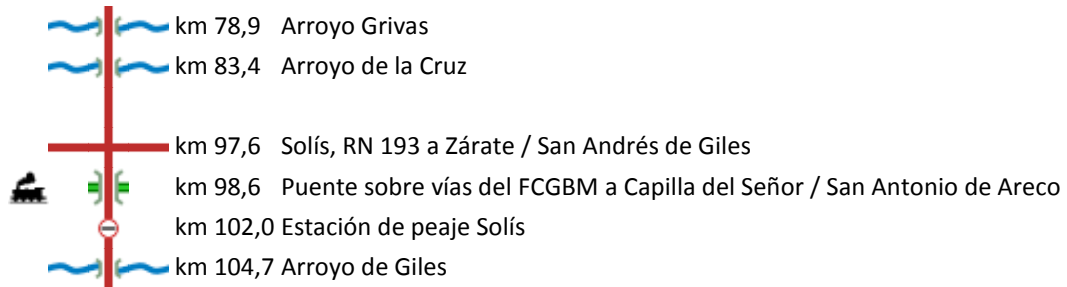 km 78,9 Arroyo Grivas
km 83,4 Arroyo de la Cruz
km 97,6 Solís, RN 193 a Zárate / San Andrés de Giles
km 98,6 Puente sobre vías del FCGBM a Capilla del Señor / San Antonio de Areco
km 102,0 Estación de peaje Solís
km 104,7 Arroyo de Giles